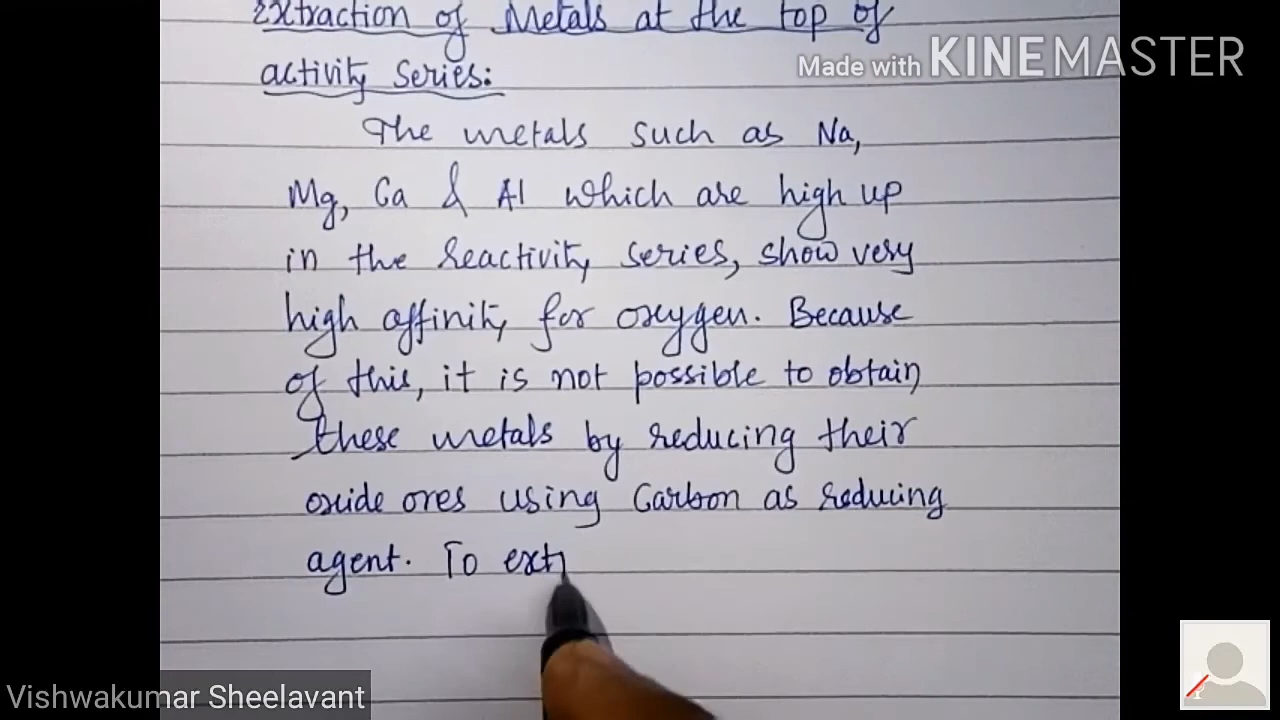 Extraction of Metals at the top of
activity Series:
Made with KINEMASTER
The metals such as Na,
Mg, Ca & Al which are high up
in the reactivity series, show very
high affinity for oxygen. Because
of this, it is not possible to obtain
these metals by reducing their
oxide ores using Carbon as reducing
agent. To extr
Vishwakumar Sheelavant